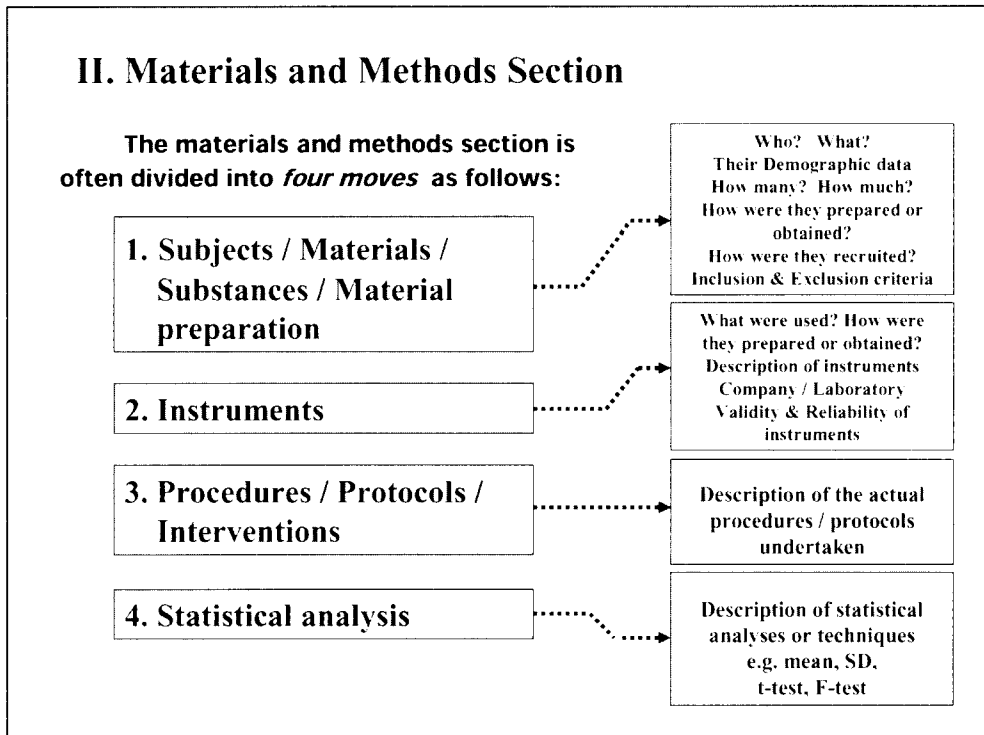 II. Materials and Methods Section
The materials and methods section is
often divided into four moves as follows:
1. Subjects / Materials /
Substances / Material
preparation
Who? What?
Their Demographic data
How many? How much?
How were they prepared or
obtained?
How were they recruited?
Inclusion & Exclusion criteria
2. Instruments
What were used? How were
they prepared or obtained?
Description of instruments
Company / Laboratory
Validity & Reliability of
instruments
3. Procedures / Protocols /
Interventions
Description of the actual
procedures / protocols
undertaken
4. Statistical analysis
Description of statistical
analyses or techniques
e.g. mean, SD,
t-test, F-test